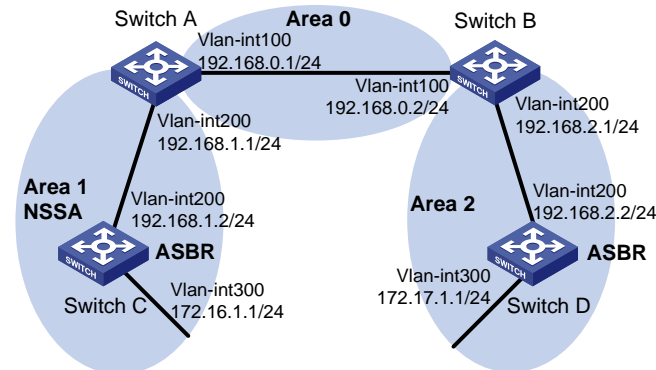 Switch A
Area 0
Switch B
Vlan-int100
192.168.0.1/24
Vlan-int100
192.168.0.2/24
SWITCH
SWITCH
Vlan-int200
192.168.1.1/24
Vlan-int200
192.168.2.1/24
Area 1
NSSA
Vlan-int200
192.168.1.2/24
Area 2
Vlan-int200
192.168.2.2/24
SWITCH
ASBR
SWITCH
ASBR
Switch C
Vlan-int300
172.16.1.1/24
Vlan-int300
172.17.1.1/24
Switch D